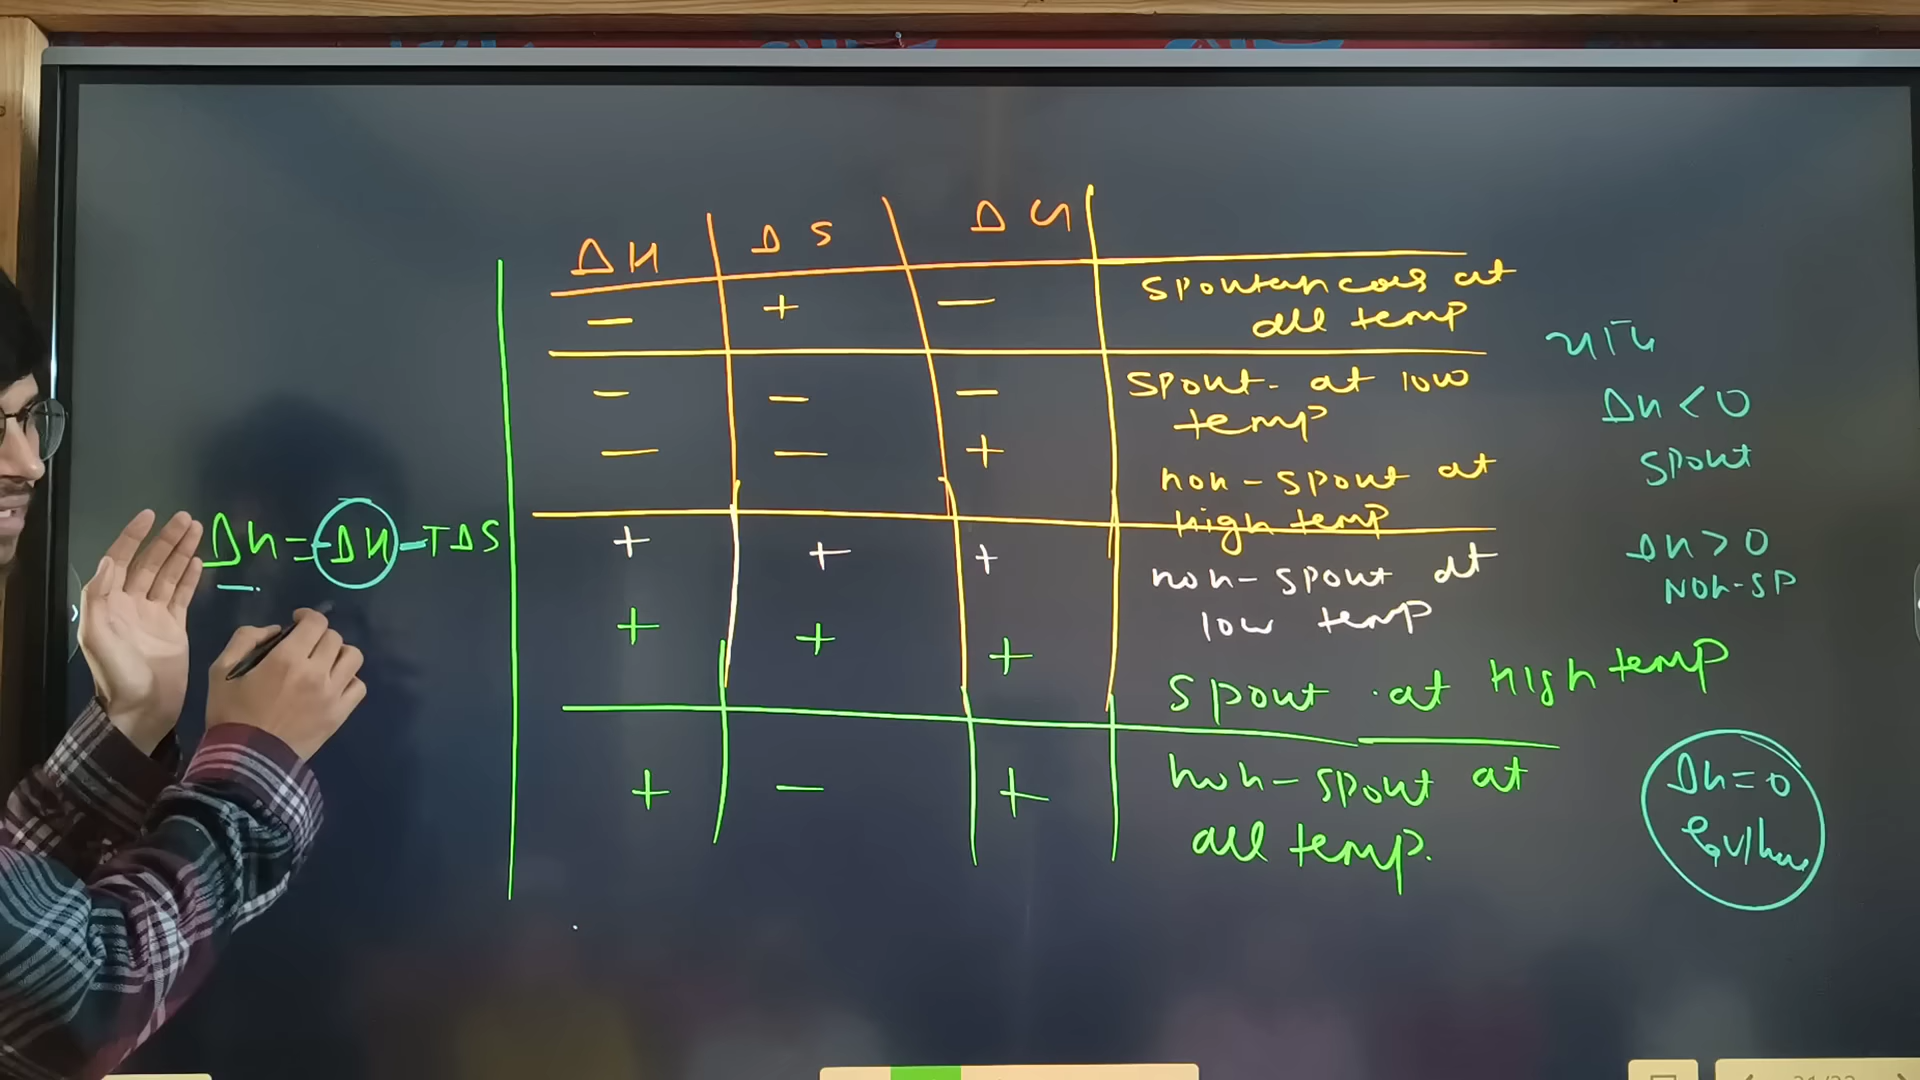 ΔH ΔS ΔG
− + − Spontaneous at
all temp
− − − Spont- at low
temp
− − + non-spont at
high temp
+ + + non-spont at
low temp
+ + + Spont at high temp
+ − + non-spont at
all temp.
ΔG=-ΔH-TΔS
ΔG<0
Spont
ΔG>0
NON-SP
ΔG=0